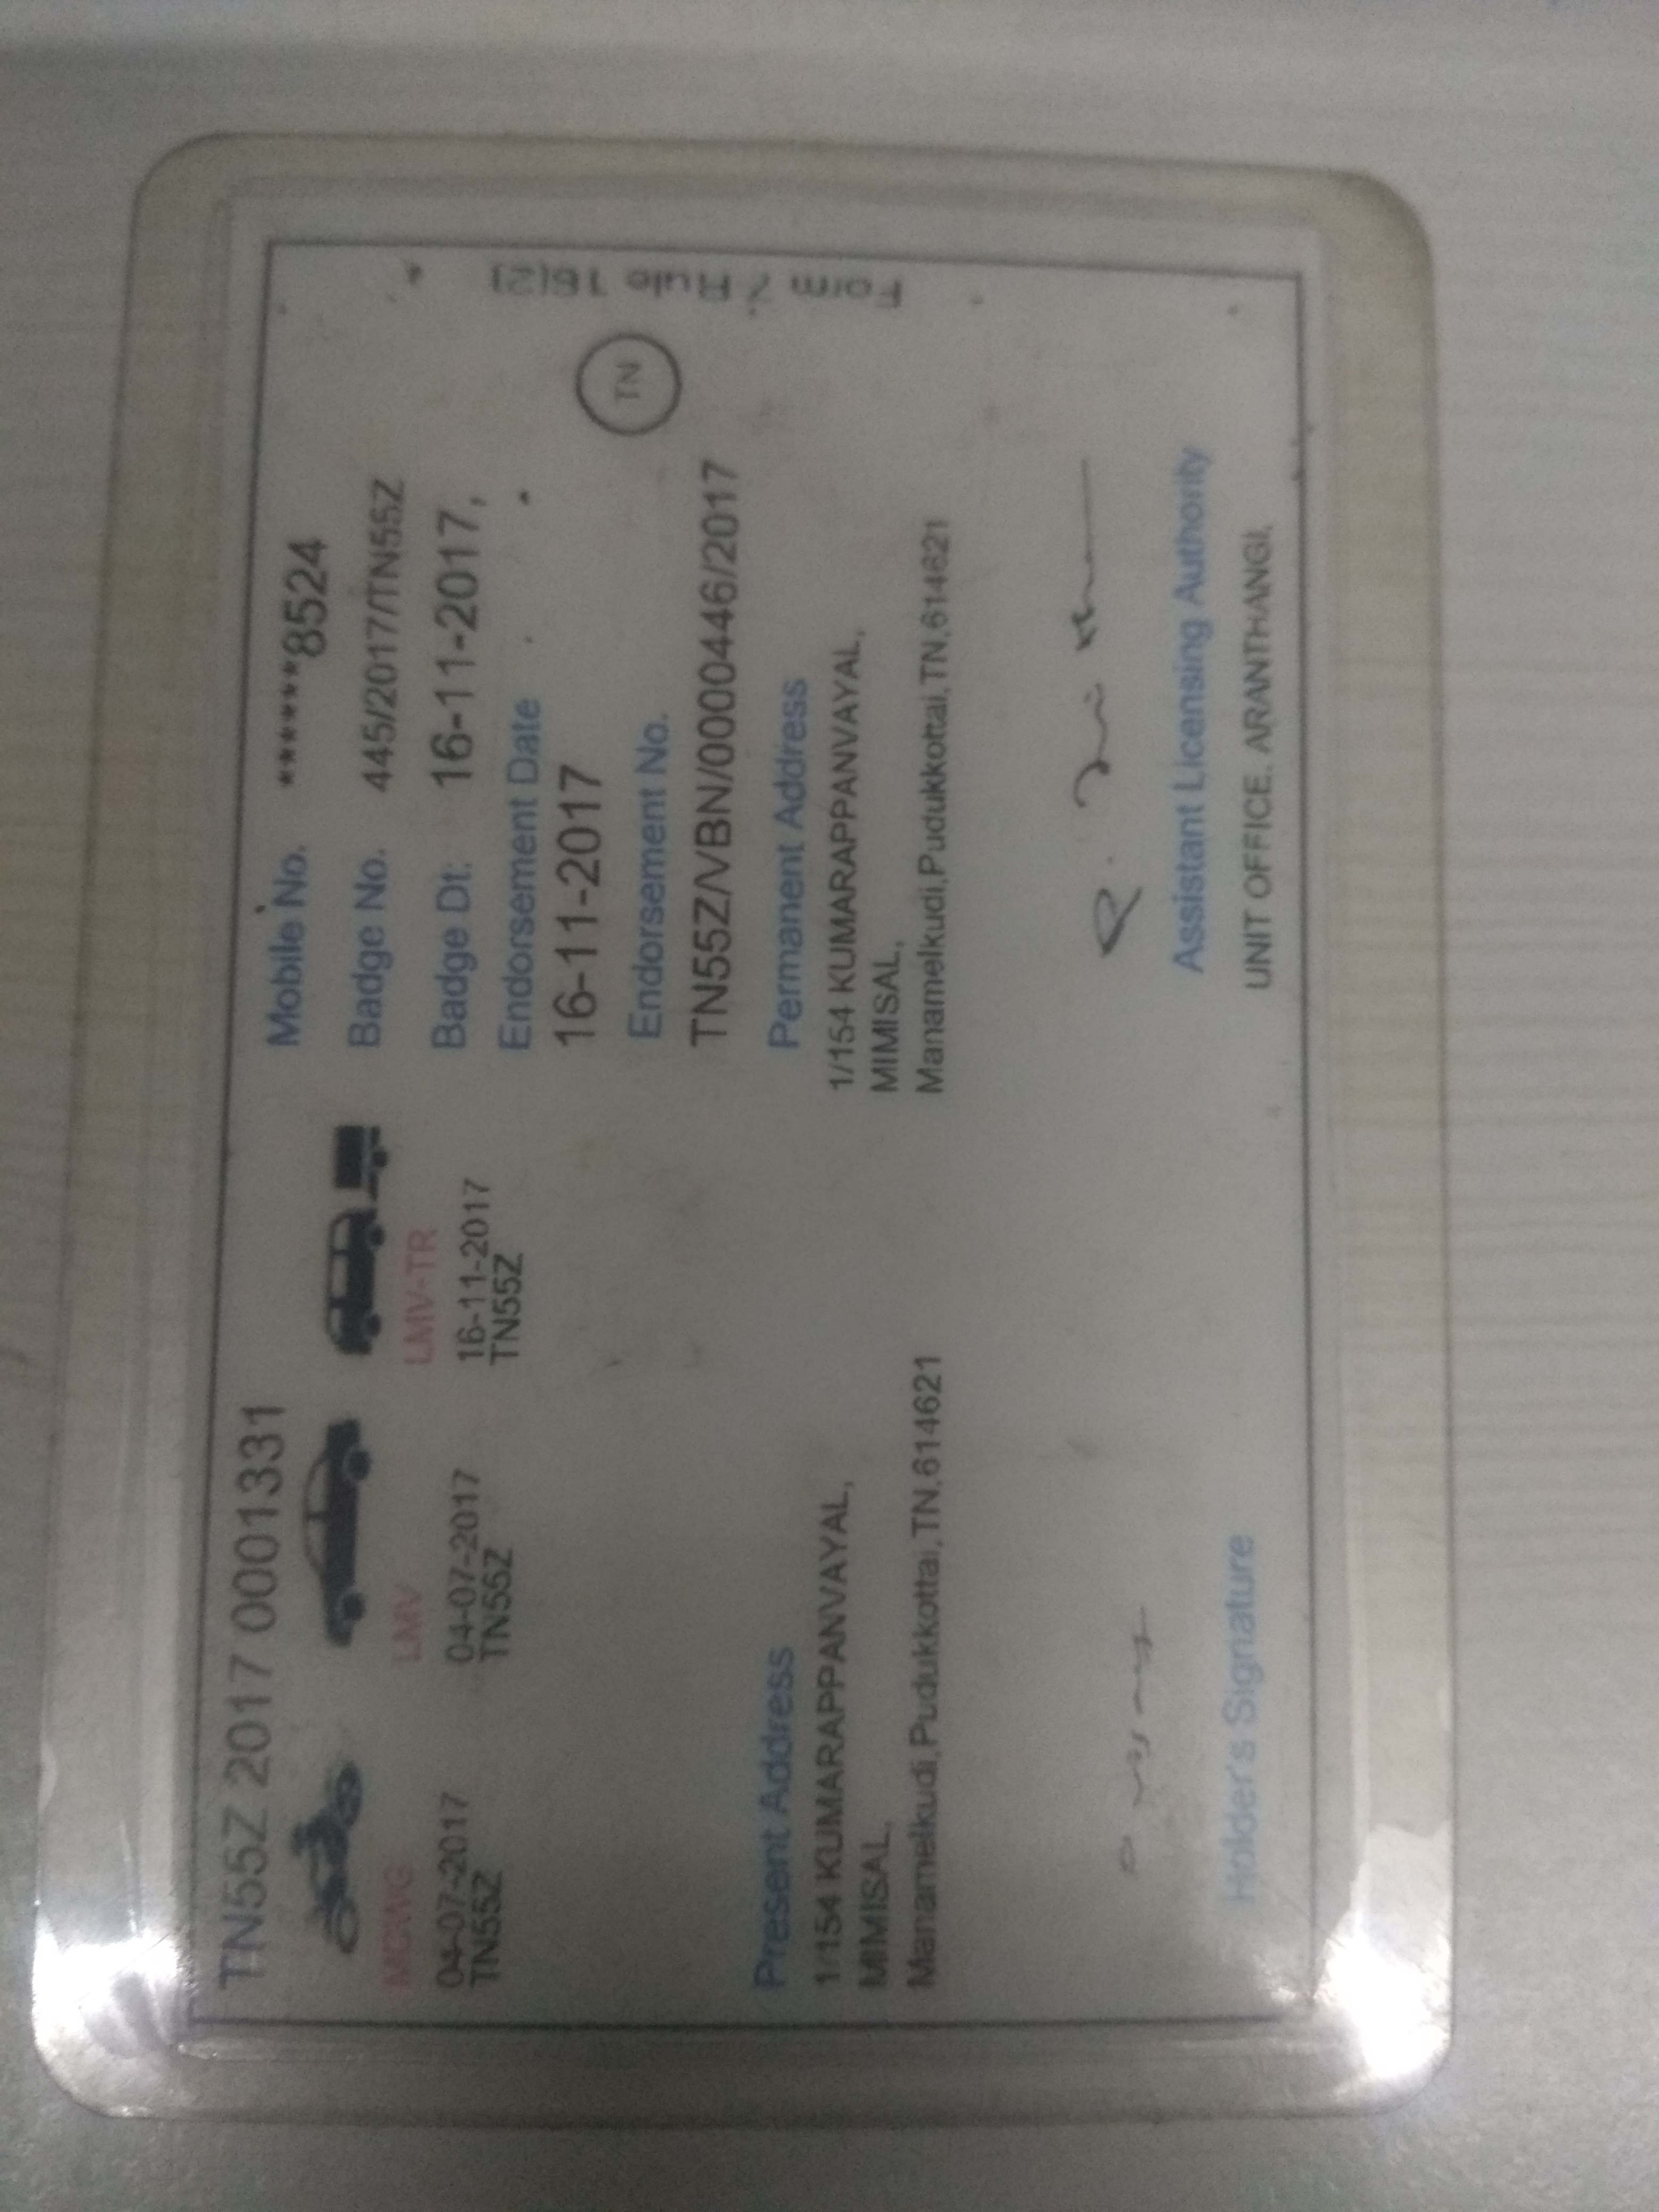 TN55Z 2017 0001331
MCWG
04-07-2017
TN55Z
LMV
04-07-2017
TN55Z
LMV-TR
16-11-2017
TN55Z
Mobile No. ******8524
Badge No. 445/2017/TN55Z
Badge Dt: 16-11-2017,
Endorsement Date
16-11-2017
Endorsement No.
TN55Z/VBN/0000446/2017
TN
Form 7 Rule 16(2)
Present Address
1/154 KUMARAPPANVAYAL,
MIMISAL,
Manamelkudi,Pudukkottai,TN,614621
Permanent Address
1/154 KUMARAPPANVAYAL,
MIMISAL,
Manamelkudi,Pudukkottai,TN,614621
Holder's Signature
Assistant Licensing Authority
UNIT OFFICE. ARANTHANGI,